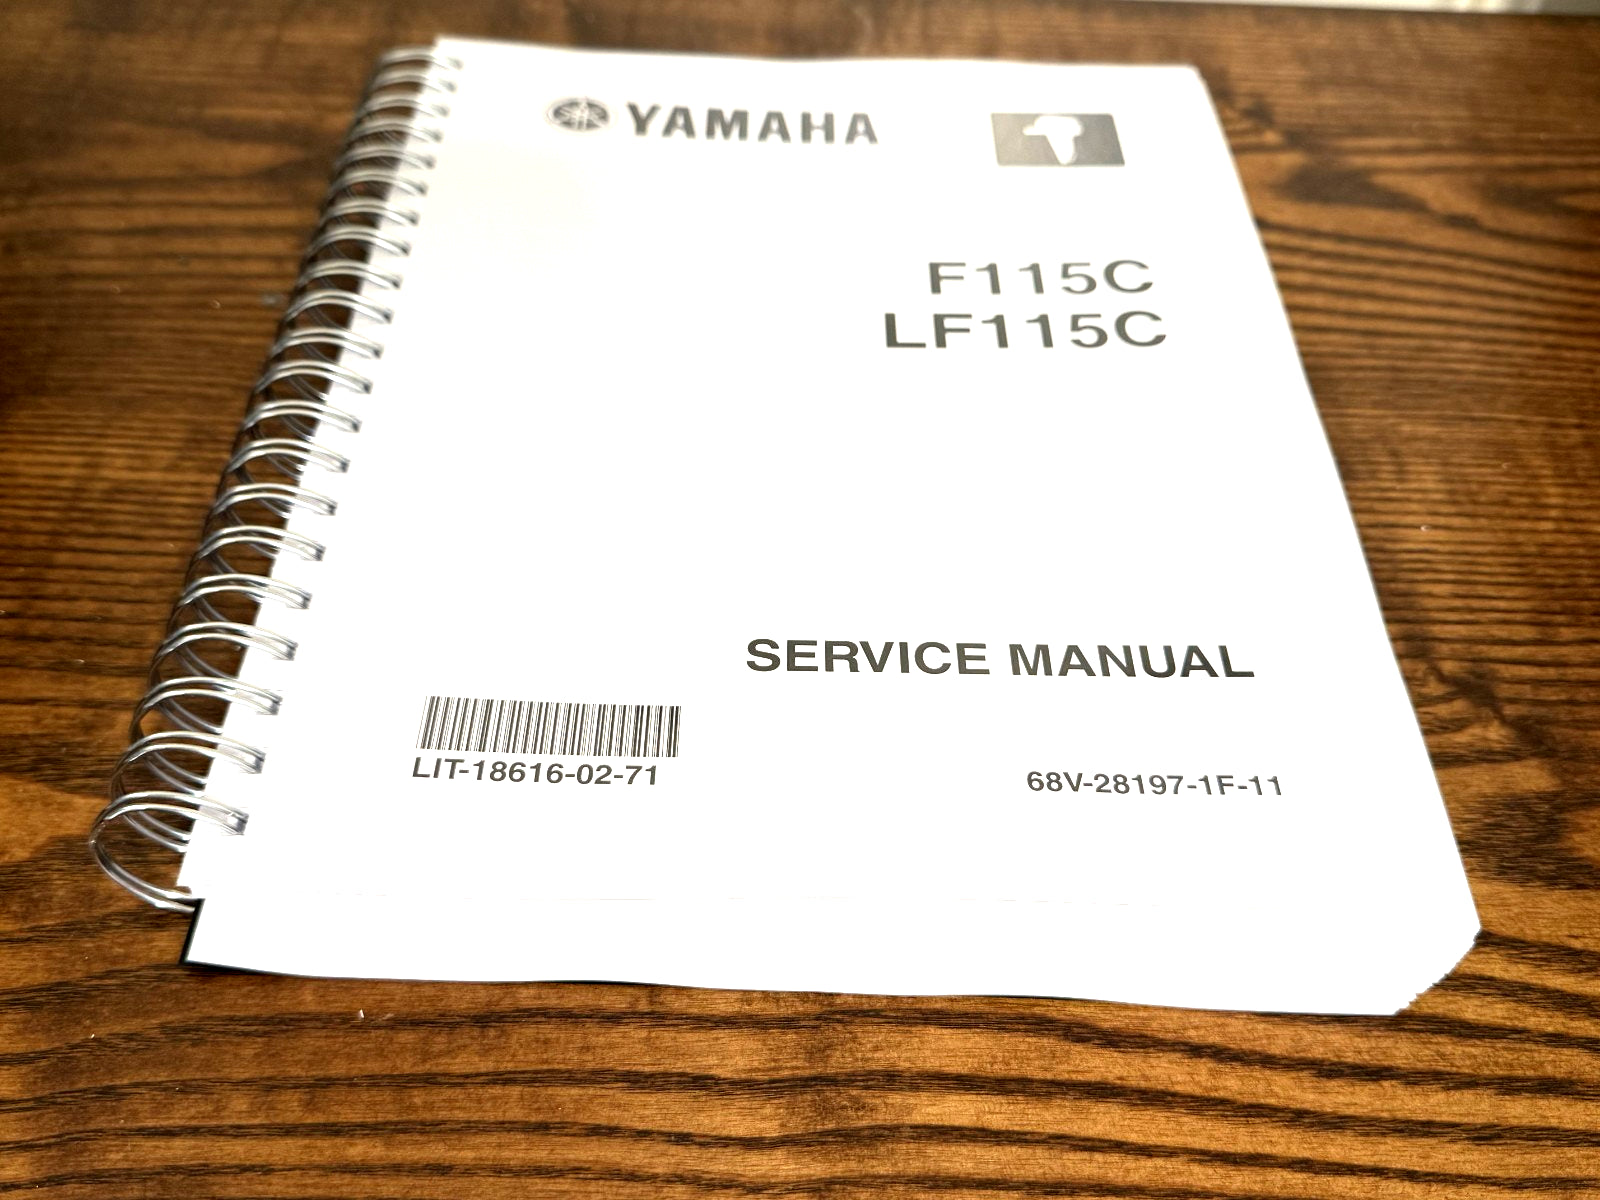 YAMAHA
F115C
LF115C
SERVICE MANUAL
LIT-18616-02-71
68V-28197-1F-11